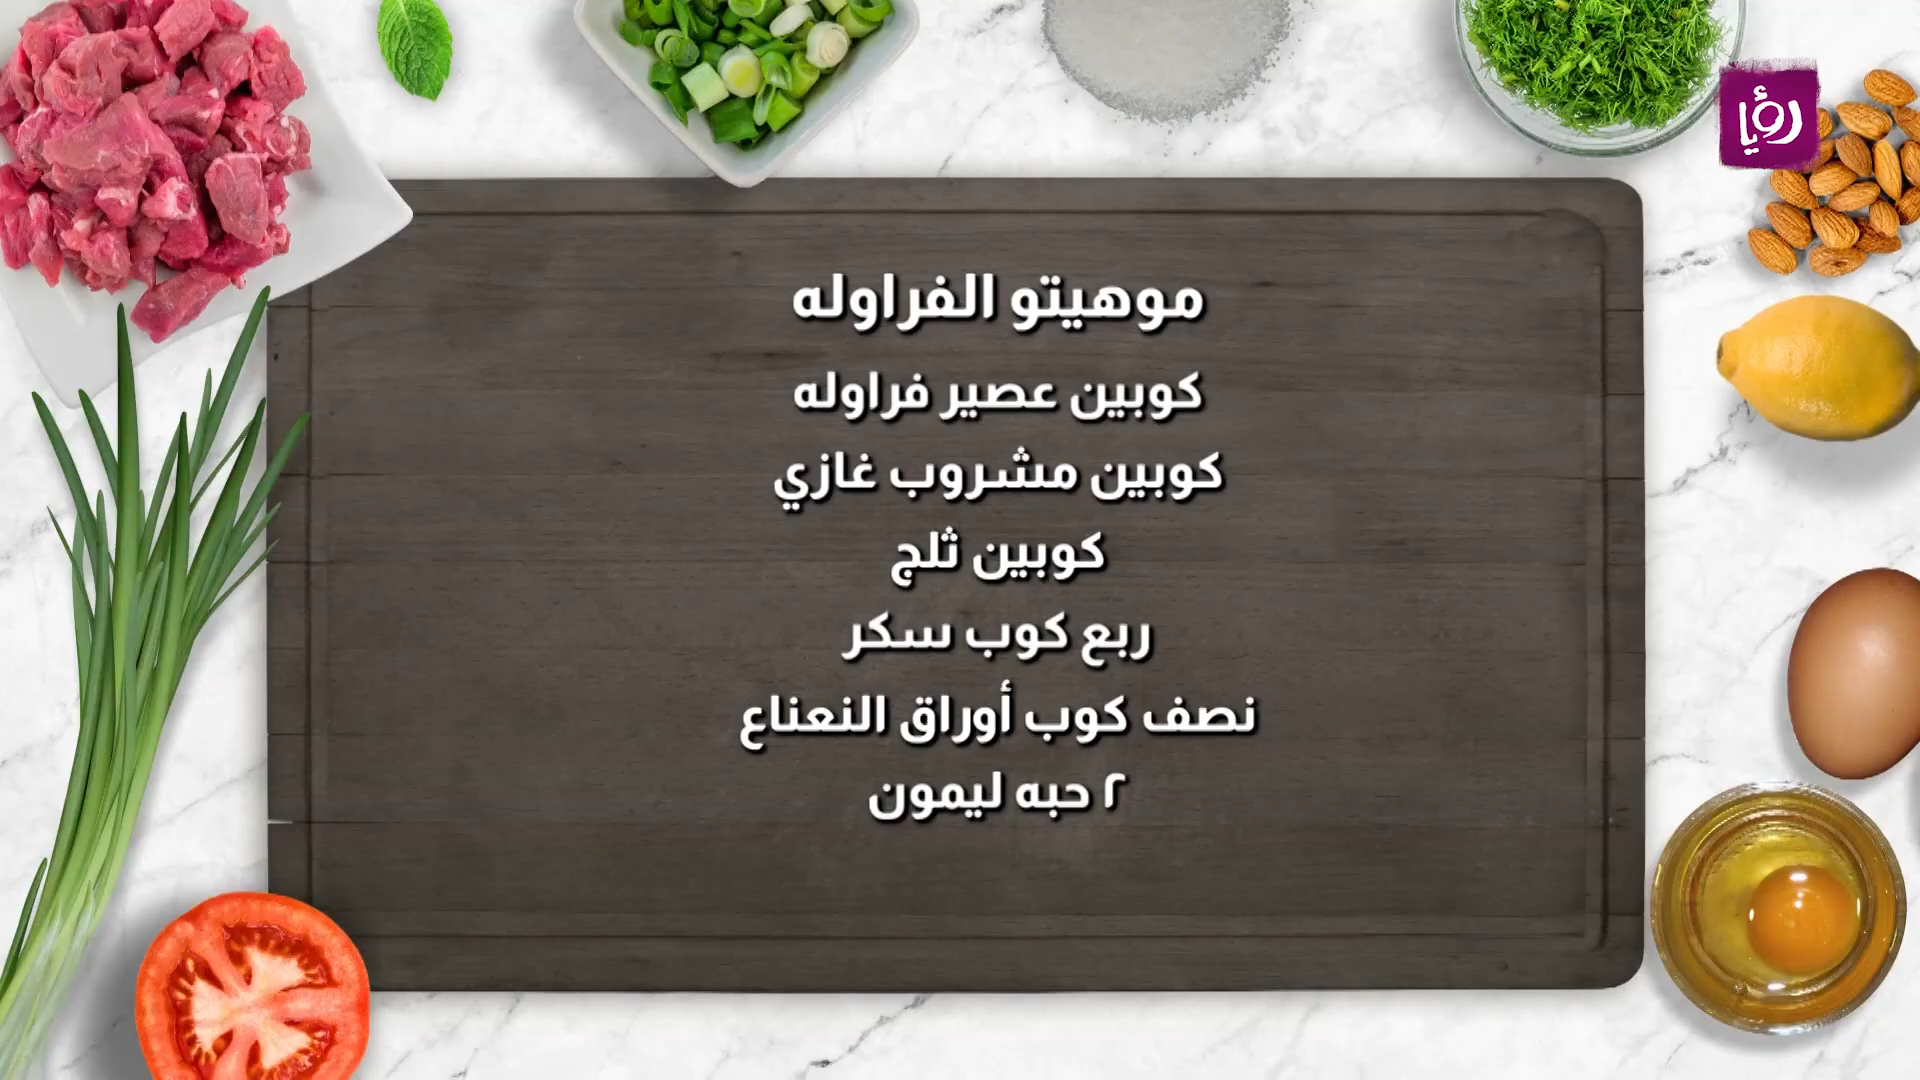 رؤيا
موهيتو الفراوله
كوبين عصير فراوله
كوبين مشروب غازي
كوبين ثلج
ربع كوب سكر
نصف كوب أوراق النعناع
٢ حبه ليمون